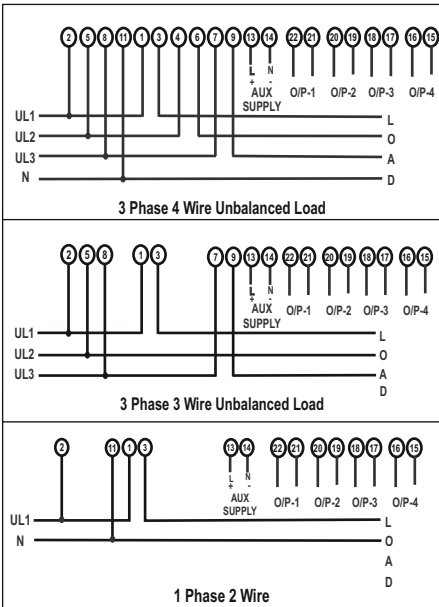 2 5 8 11 1 3 4 6 7 9 13 14 22 21 20 19 18 17 16 15
L N O/P-1 O/P-2 O/P-3 O/P-4
+ -
AUX
SUPPLY
UL1 L
UL2 O
UL3 A
N D
3 Phase 4 Wire Unbalanced Load
2 5 8 1 3 7 9 13 14 22 21 20 19 18 17 16 15
L N
+ - O/P-1 O/P-2 O/P-3 O/P-4
AUX
SUPPLY
UL1 L
UL2 O
UL3 A
D
3 Phase 3 Wire Unbalanced Load
2 11 1 3 13 14 22 21 20 19 18 17 16 15
L N
+ -
AUX O/P-1 O/P-2 O/P-3 O/P-4
SUPPLY
UL1 L
N O
A
D
1 Phase 2 Wire